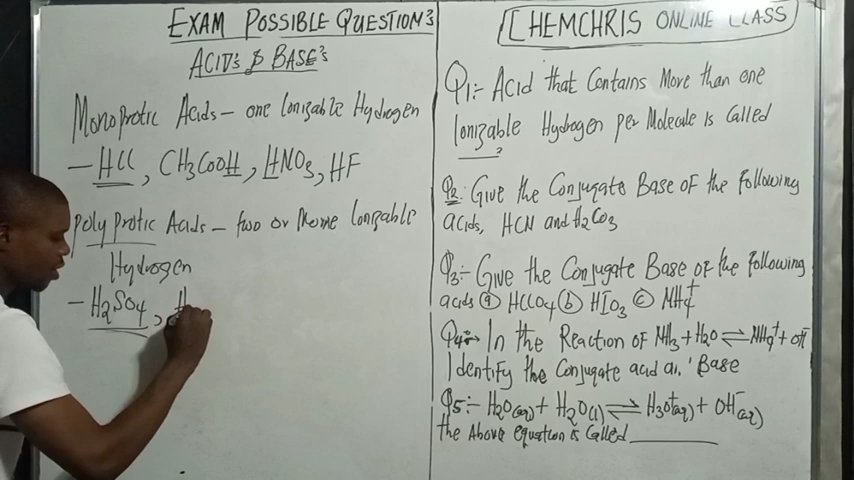 EXAM POSSIBLE QUESTIONS
ACIDS & BASE'S
Monoprotic Acids – one Ionizable Hydrogen
– HCl, CH3COOH, HNO3, HF
Polyprotic Acids – two or more Ionizable
Hydrogen
– H2SO4, H
CHEMCHRIS ONLINE CLASS
Q1:- Acid that Contains More than one
Ionizable Hydrogen per Molecule is Called
____?
Q2: Give the Conjugate Base of the Following
acids, HCN and H2CO3
Q3:- Give the Conjugate Base of the Following
acids (a) HClO4 (b) HIO3 (c) NH4+
Q4:- In the Reaction of NH3 + H2O ⇌ NH4+ + OH-
Identify the Conjugate acid Base
Q5:- H2O(aq) + H2O(l) ⇌ H3O+(aq) + OH-(aq)
the Above equation is Called ________